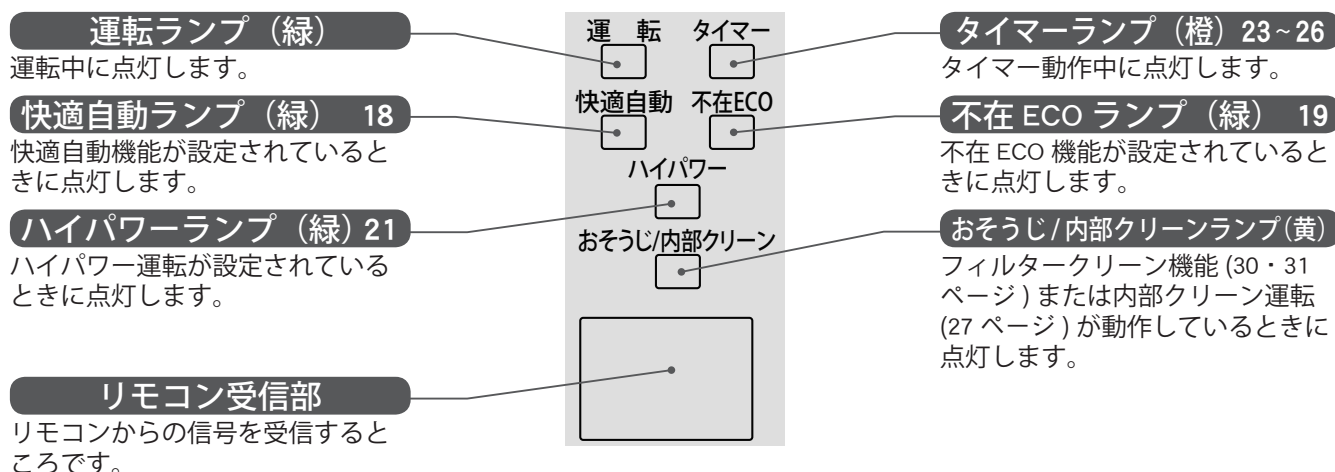 運転ランプ（緑）
運転中に点灯します。
快適自動ランプ（緑） 18
快適自動機能が設定されていると
きに点灯します。
ハイパワーランプ（緑）21
ハイパワー運転が設定されている
ときに点灯します。
リモコン受信部
リモコンからの信号を受信すると
ころです。
運 転 タイマー
快適自動 不在ECO
ハイパワー
おそうじ/内部クリーン
タイマーランプ（橙）23~26
タイマー動作中に点灯します。
不在 ECO ランプ（緑） 19
不在 ECO 機能が設定されていると
きに点灯します。
おそうじ/内部クリーンランプ(黄)
フィルタークリーン機能 (30・31
ページ ) または内部クリーン運転
(27 ページ ) が動作しているときに
点灯します。